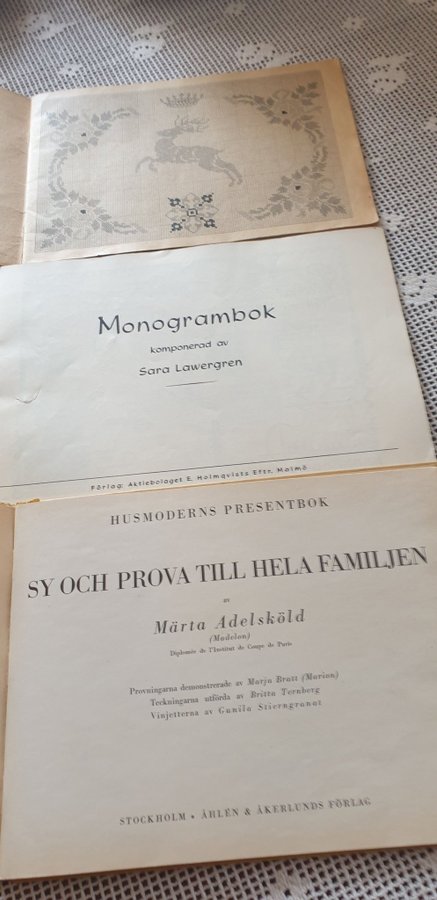 Monogrambok
komponerad av
Sara Lawergren
Förlag: Aktiebolaget E. Holmqvists Eftr. Malmö
HUSMODERNS PRESENTBOK
SY OCH PROVA TILL HELA FAMILJEN
av
Märta Adelsköld
(Madelon)
Diplomée de l'Institut de Coupe de Paris
Provningarna demonstrerade av Marja Bratt (Marion)
Teckningarna utförda av Britta Ternberg
Vinjetterna av Gunila Stierngranat
STOCKHOLM • ÅHLÉN & ÅKERLUNDS FÖRLAG